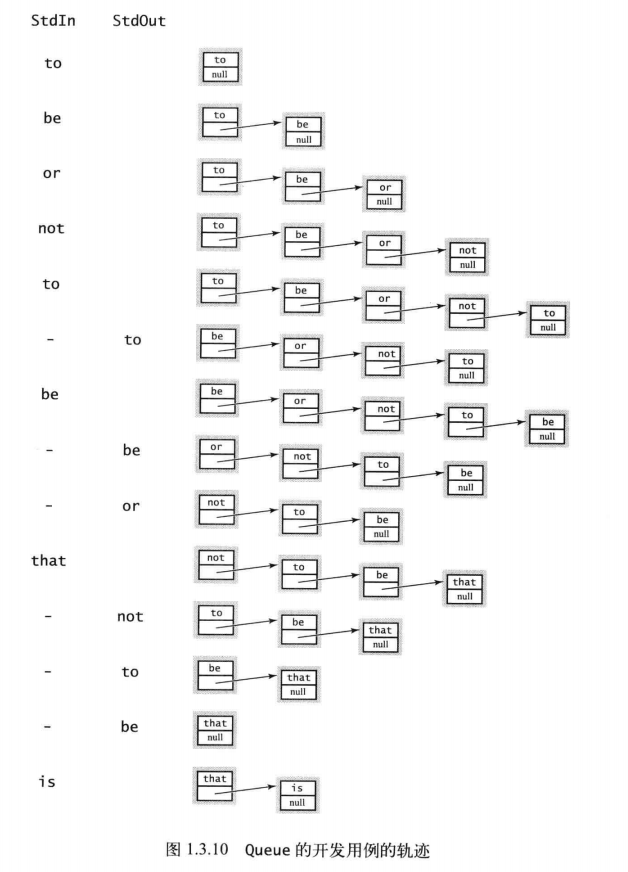 StdIn StdOut
to
to
null
be
to be
null
or
to be or
null
not
to be or not
null
to
to be or not to
null
- to
be or not to
null
be
be or not to be
null
- be
or not to be
null
- or
not to be
null
that
not to be that
null
- not
to be that
null
- to
be that
null
- be
that
null
is
that is
null
图 1.3.10 Queue 的开发用例的轨迹